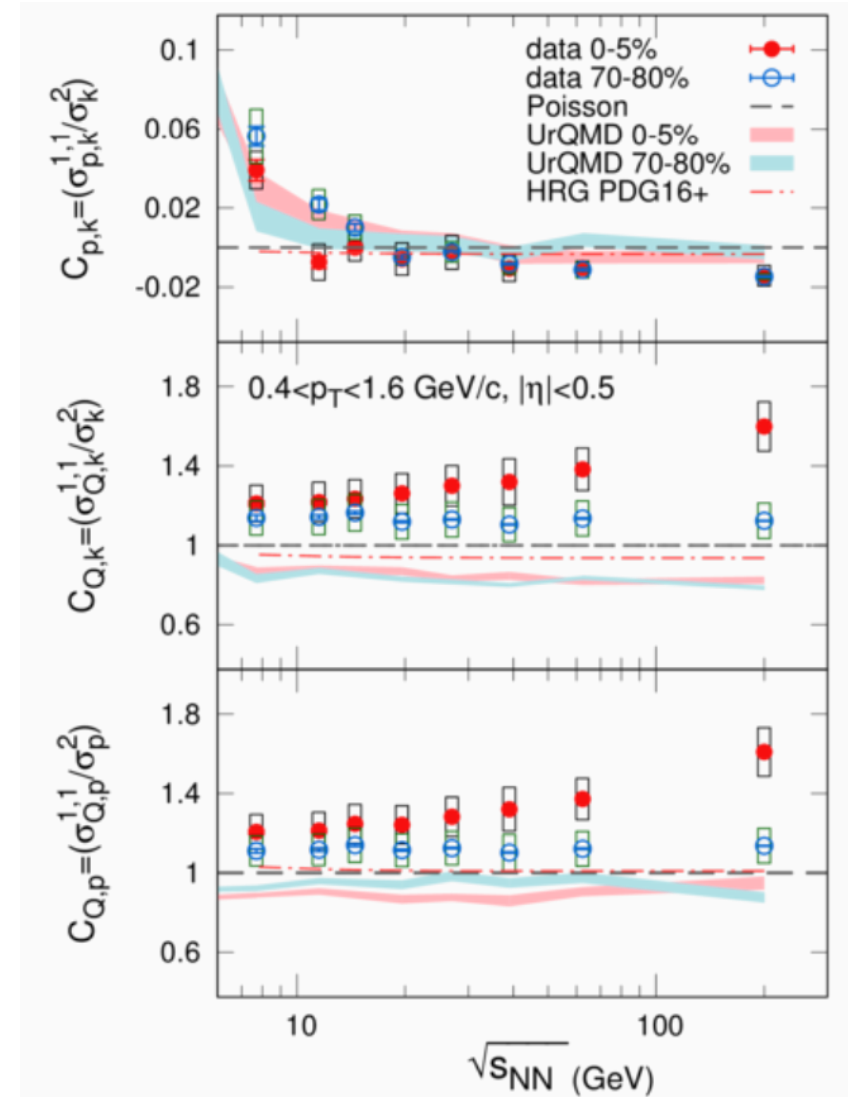 0.1
0.06
0.02
-0.02
C_{p,k}=(σ^{1,1}_{p,k}/σ^2_k)
data 0-5%
data 70-80%
Poisson
UrQMD 0-5%
UrQMD 70-80%
HRG PDG16+
1.8
1.4
1
0.6
C_{Q,k}=(σ^{1,1}_{Q,k}/σ^2_k)
0.4<p_T<1.6 GeV/c, |η|<0.5
1.8
1.4
1
0.6
C_{Q,p}=(σ^{1,1}_{Q,p}/σ^2_p)
10 100
√s_{NN} (GeV)